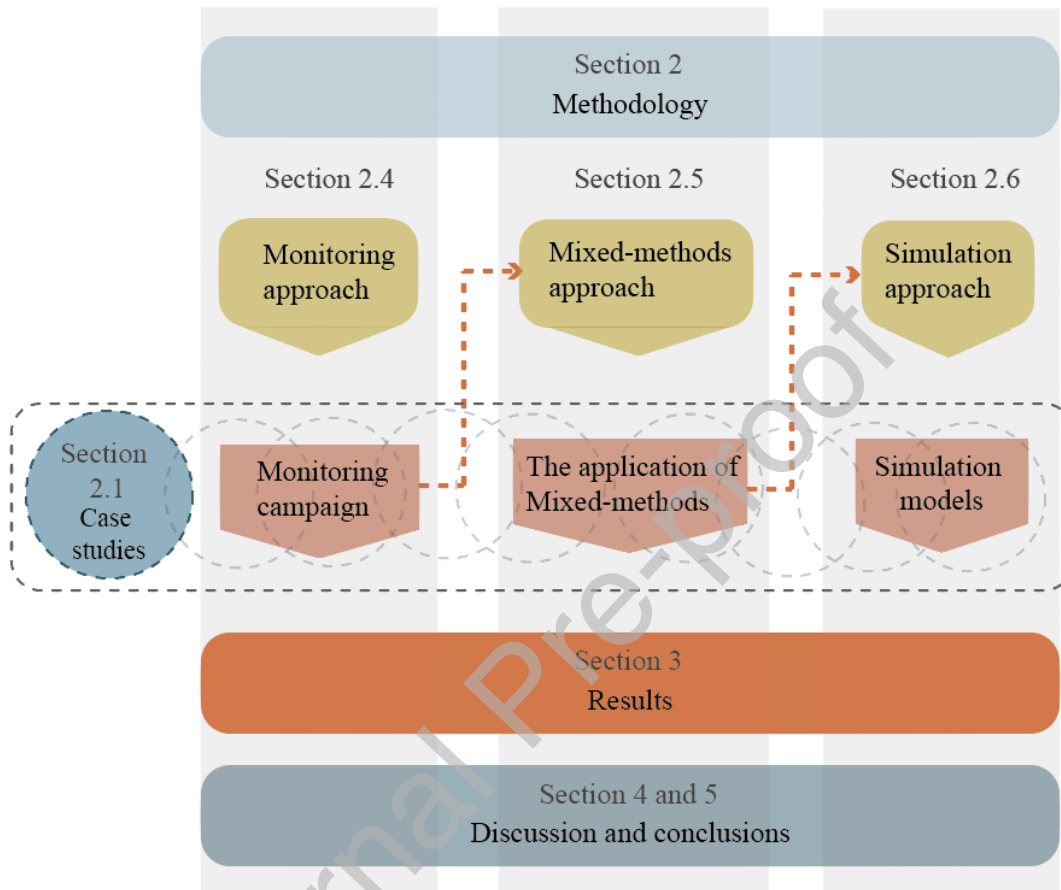 Section 2
Methodology
Section 2.4
Section 2.5
Section 2.6
Monitoring
approach
Mixed-methods
approach
Simulation
approach
Section
2.1
Case
studies
Monitoring
campaign
The application of
Mixed-methods
Simulation
models
Section 3
Results
Section 4 and 5
Discussion and conclusions
rnal Pre-proof